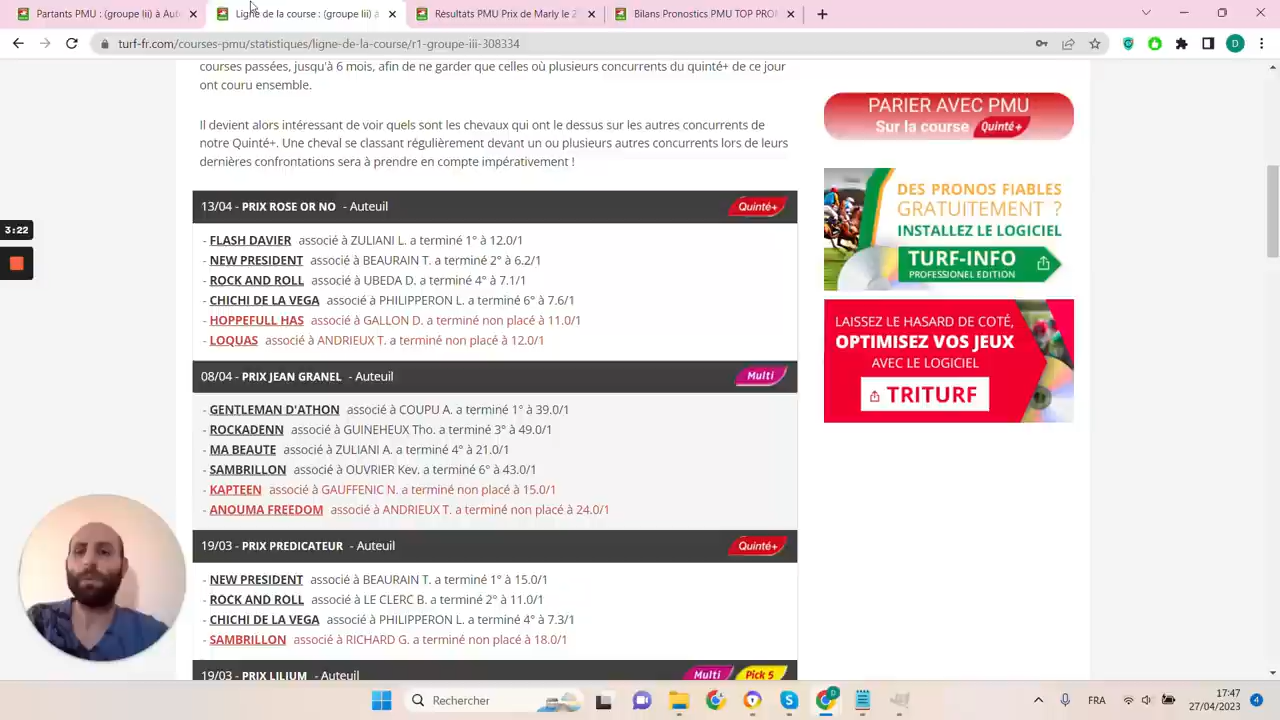 Partants PMU : (groupe iii) à Aut
Ligne de la course : (groupe iii) à
Résultats PMU Prix de Marly le 2
Bilans Pronostics PMU TOP PRO
turf-fr.com/courses-pmu/statistiques/ligne-de-la-course/r1-groupe-iii-308334
D
courses passées, jusqu'à 6 mois, afin de ne garder que celles où plusieurs concurrents du quinté+ de ce jour
ont couru ensemble.
Il devient alors intéressant de voir quels sont les chevaux qui ont le dessus sur les autres concurrents de
notre Quinté+. Une cheval se classant régulièrement devant un ou plusieurs autres concurrents lors de leurs
dernières confrontations sera à prendre en compte impérativement !
13/04 - PRIX ROSE OR NO - Auteuil
Quinté+
- FLASH DAVIER associé à ZULIANI L. a terminé 1° à 12.0/1
- NEW PRESIDENT associé à BEAURAIN T. a terminé 2° à 6.2/1
- ROCK AND ROLL associé à UBEDA D. a terminé 4° à 7.1/1
- CHICHI DE LA VEGA associé à PHILIPPERON L. a terminé 6° à 7.6/1
- HOPPEFULL HAS associé à GALLON D. a terminé non placé à 11.0/1
- LOQUAS associé à ANDRIEUX T. a terminé non placé à 12.0/1
08/04 - PRIX JEAN GRANEL - Auteuil
Multi
- GENTLEMAN D'ATHON associé à COUPU A. a terminé 1° à 39.0/1
- ROCKADENN associé à GUINEHEUX Tho. a terminé 3° à 49.0/1
- MA BEAUTE associé à ZULIANI A. a terminé 4° à 21.0/1
- SAMBRILLON associé à OUVRIER Kev. a terminé 6° à 43.0/1
- KAPTEEN associé à GAUFFENIC N. a terminé non placé à 15.0/1
- ANOUMA FREEDOM associé à ANDRIEUX T. a terminé non placé à 24.0/1
19/03 - PRIX PREDICATEUR - Auteuil
Quinté+
- NEW PRESIDENT associé à BEAURAIN T. a terminé 1° à 15.0/1
- ROCK AND ROLL associé à LE CLERC B. a terminé 2° à 11.0/1
- CHICHI DE LA VEGA associé à PHILIPPERON L. a terminé 4° à 7.3/1
- SAMBRILLON associé à RICHARD G. a terminé non placé à 18.0/1
19/03 - PRIX LILIUM - Auteuil
Multi
Pick 5
PARIER AVEC PMU
Sur la course Quinté+
DES PRONOS FIABLES
GRATUITEMENT ?
INSTALLEZ LE LOGICIEL
TURF-INFO
PROFESSIONEL EDITION
LAISSEZ LE HASARD DE COTÉ,
OPTIMISEZ VOS JEUX
AVEC LE LOGICIEL
TRITURF
3:22
Rechercher
D
FRA
17:47
27/04/2023
4